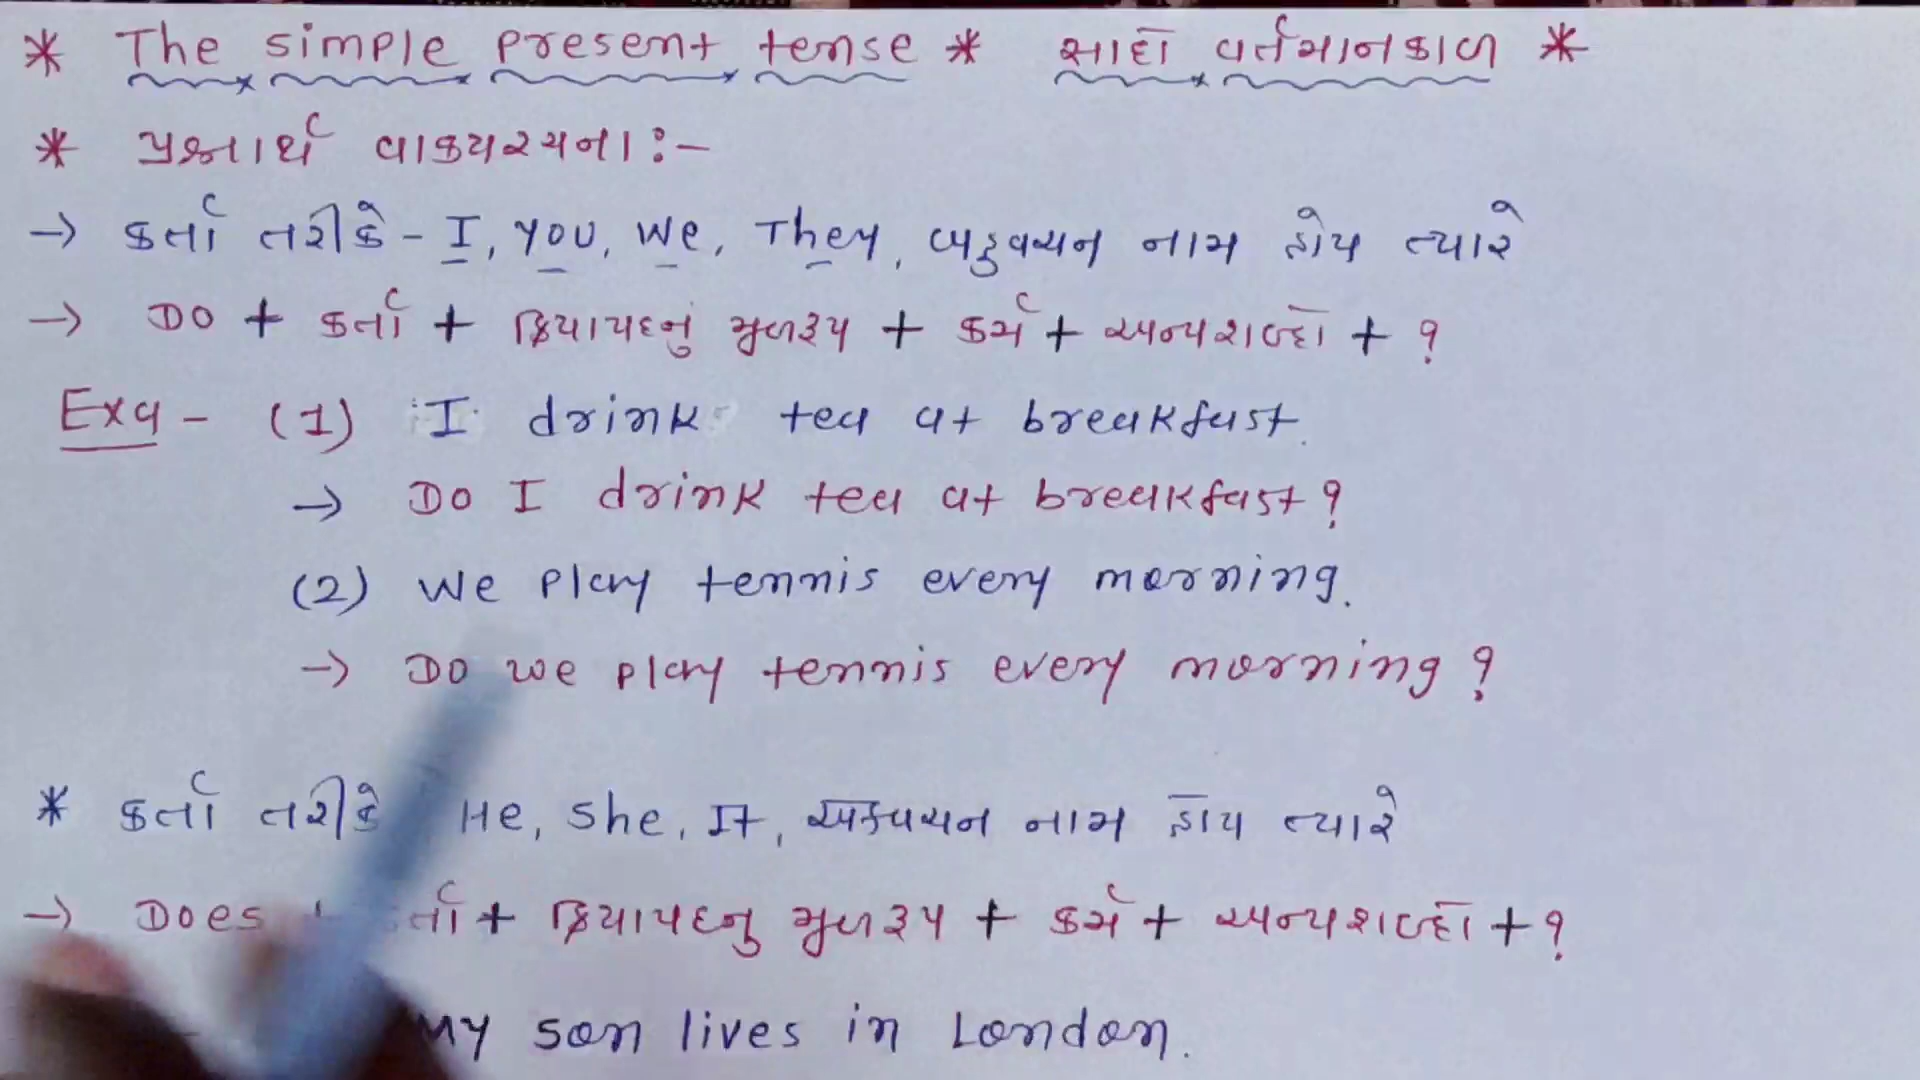 * The simple present tense * સાદો વર્તમાનકાળ *
* પ્રશ્નાર્થ વાક્યરચના :-
→ કર્તા તરીકે - I, you, we, They, બહુવચન નામ હોય ત્યારે
→ Do + કર્તા + ક્રિયાપદનું મુળરૂપ + કર્મ + અન્યશબ્દો + ?
Exa - (1) I drink tea at breakfast.
→ Do I drink tea at breakfast?
(2) We play tennis every morning.
→ Do we play tennis every morning?
* કર્તા તરીકે He, she, It, એકવચન નામ હોય ત્યારે
→ Does + કર્તા + ક્રિયાપદનુ મુળરૂપ + કર્મ + અન્યશબ્દો + ?
My son lives in London.